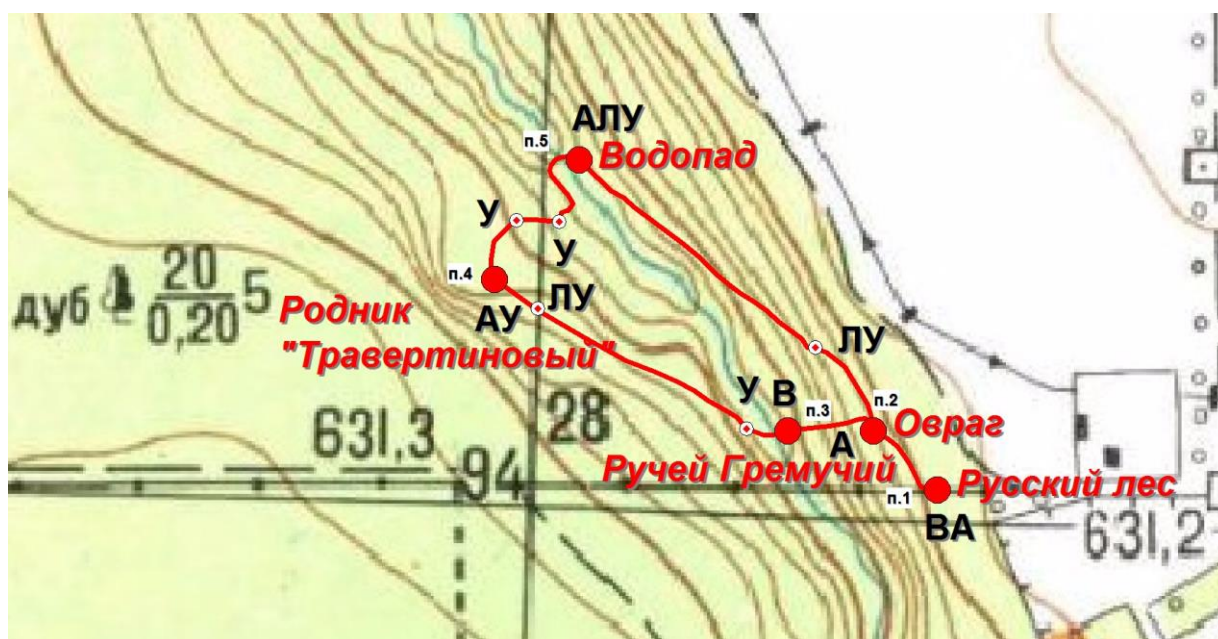 АЛУ
п.5
Водопад
У
У
п.4
ЛУ
дуб 20 5
0,20
Родник
АУ
"Травертиновый"
ЛУ
У
В
п.3
п.2
А
Овраг
631.3
28
94
Ручей Гремучий
п.1
Русский лес
ВА
631,2